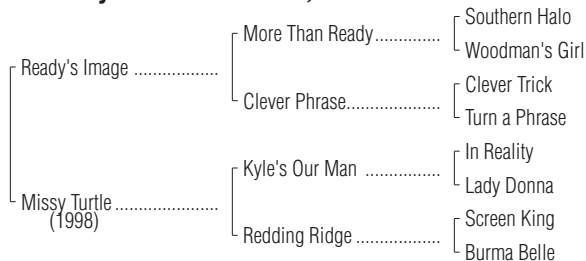 Southern Halo
More Than Ready
Woodman's Girl
Ready's Image
Clever Trick
Clever Phrase
Turn a Phrase
In Reality
Kyle's Our Man
Lady Donna
Missy Turtle
(1998)
Screen King
Redding Ridge
Burma Belle